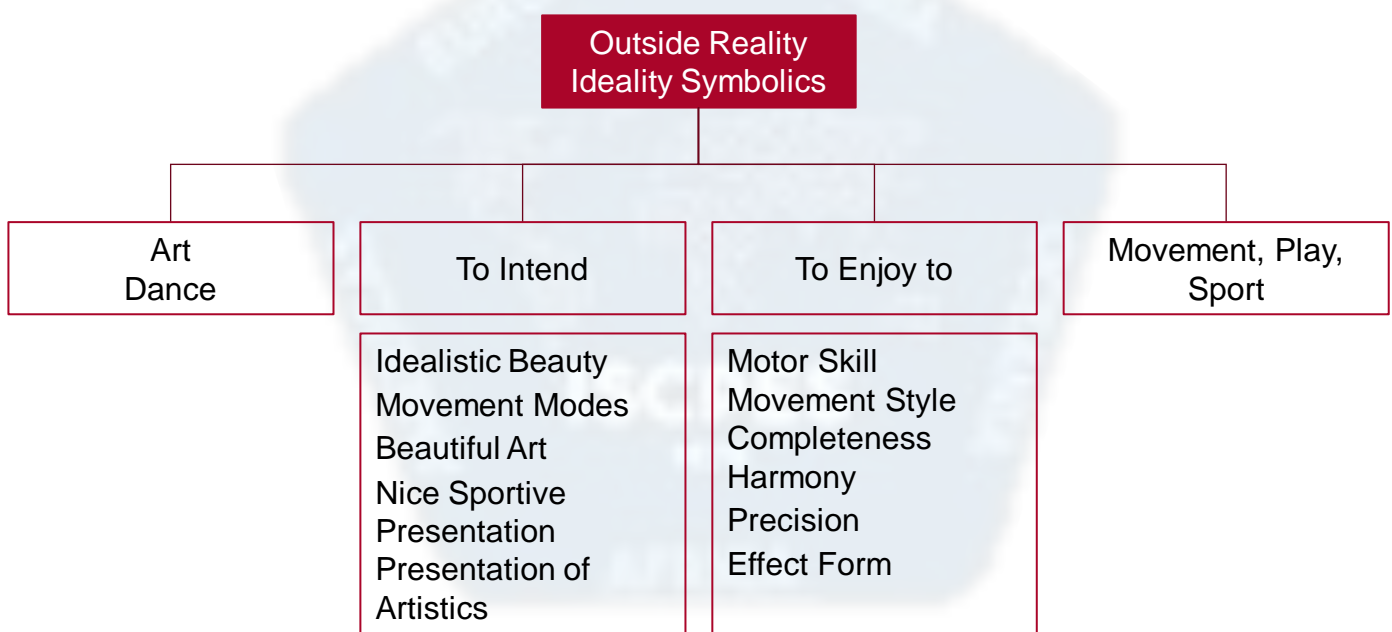 Outside Reality
Ideality Symbolics
Art
Dance
To Intend
To Enjoy to
Movement, Play,
Sport
Idealistic Beauty
Movement Modes
Beautiful Art
Nice Sportive
Presentation
Presentation of
Artistics
Motor Skill
Movement Style
Completeness
Harmony
Precision
Effect Form